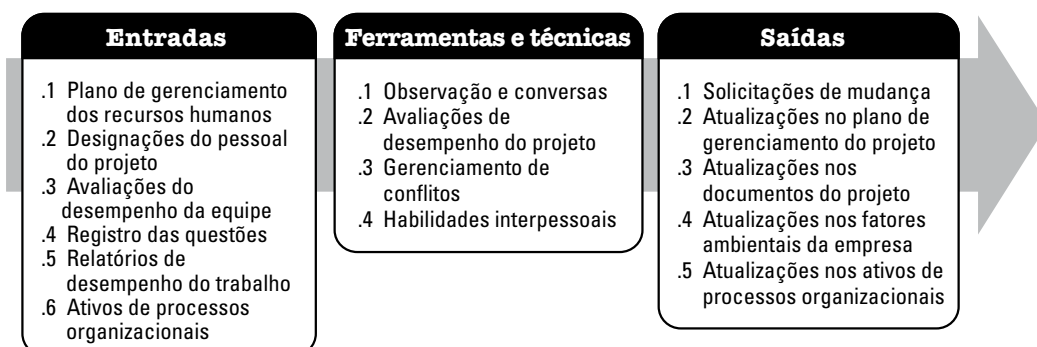 Entradas
.1 Plano de gerenciamento
dos recursos humanos
.2 Designações do pessoal
do projeto
.3 Avaliações do
desempenho da equipe
.4 Registro das questões
.5 Relatórios de
desempenho do trabalho
.6 Ativos de processos
organizacionais
Ferramentas e técnicas
.1 Observação e conversas
.2 Avaliações de
desempenho do projeto
.3 Gerenciamento de
conflitos
.4 Habilidades interpessoais
Saídas
.1 Solicitações de mudança
.2 Atualizações no plano de
gerenciamento do projeto
.3 Atualizações nos
documentos do projeto
.4 Atualizações nos fatores
ambientais da empresa
.5 Atualizações nos ativos de
processos organizacionais